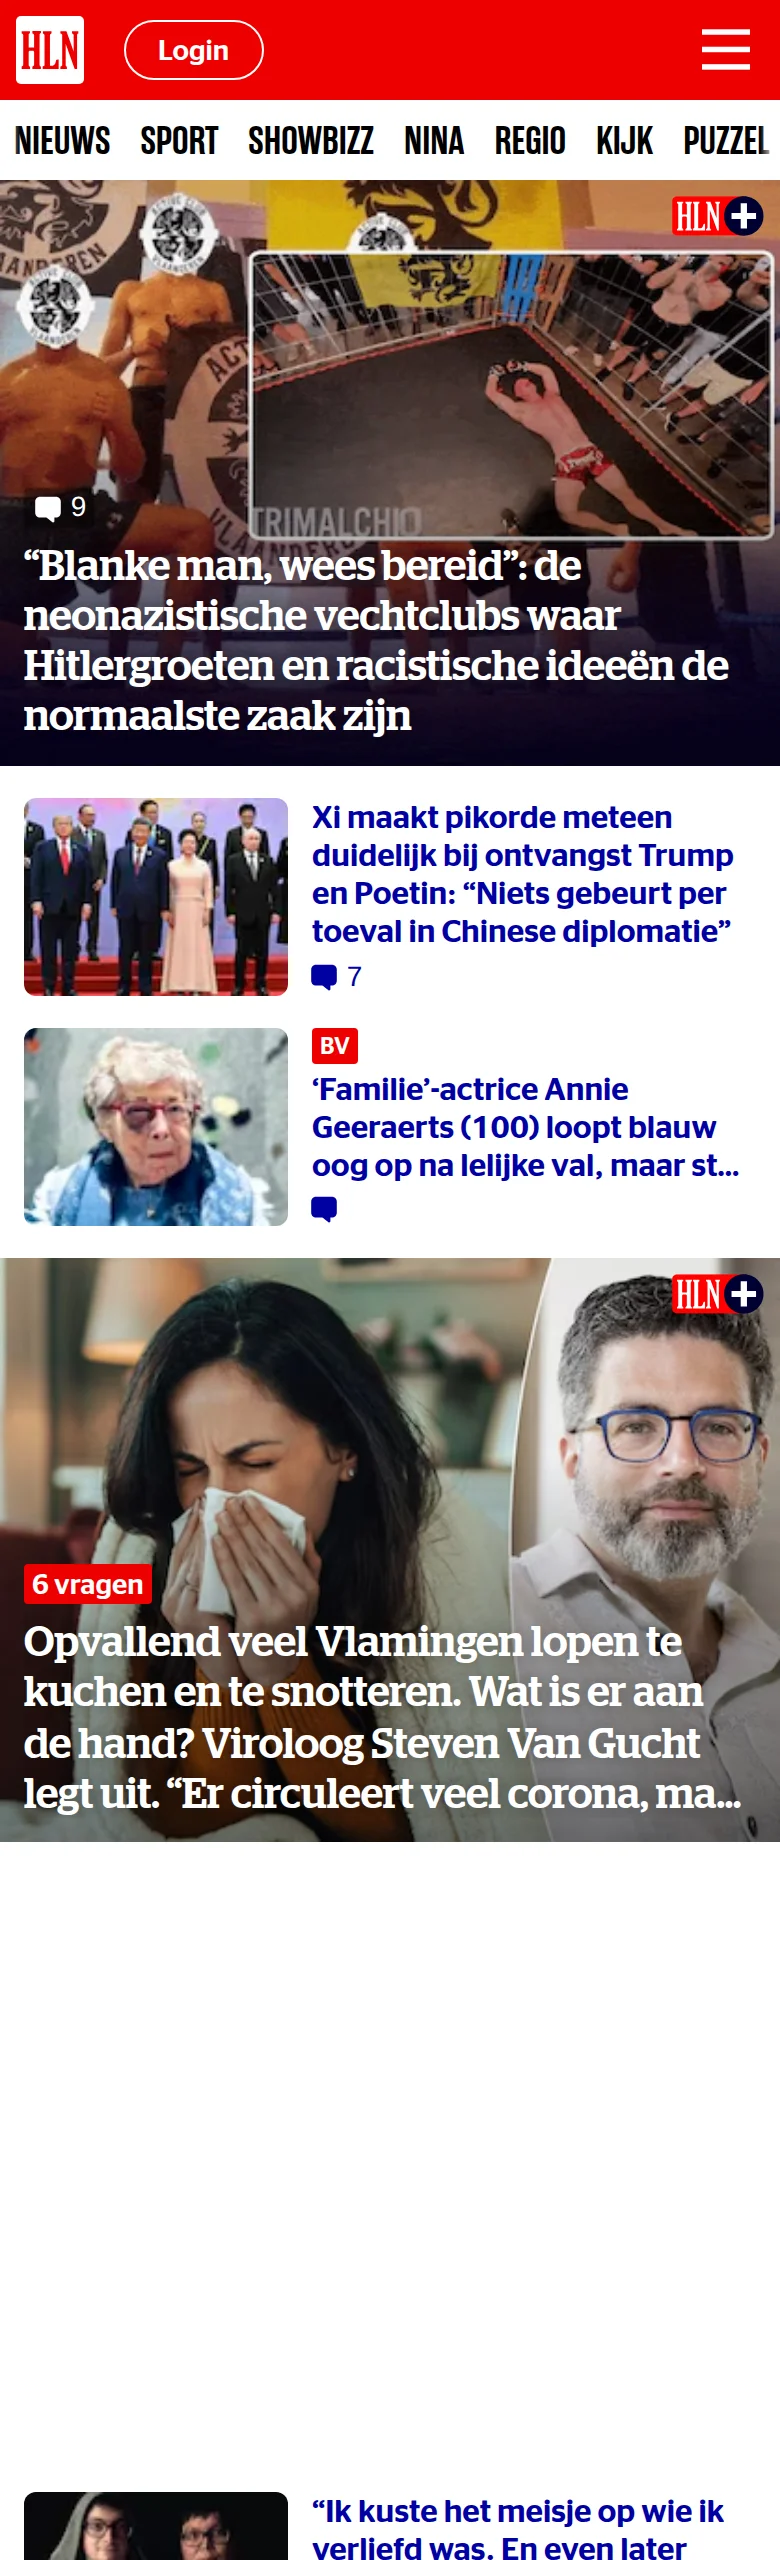 HLN
Login
NIEUWS SPORT SHOWBIZZ NINA REGIO KIJK PUZZEL
HLN+
ACTIVE CLUB
VLAANDEREN
TRIMALCHIO
9
“Blanke man, wees bereid”: de
neonazistische vechtclubs waar
Hitlergroeten en racistische ideeën de
normaalste zaak zijn
Xi maakt pikorde meteen
duidelijk bij ontvangst Trump
en Poetin: “Niets gebeurt per
toeval in Chinese diplomatie”
7
BV
‘Familie’-actrice Annie
Geeraerts (100) loopt blauw
oog op na lelijke val, maar st...
HLN+
6 vragen
Opvallend veel Vlamingen lopen te
kuchen en te snotteren. Wat is er aan
de hand? Viroloog Steven Van Gucht
legt uit. “Er circuleert veel corona, ma...
“Ik kuste het meisje op wie ik
verliefd was. En even later